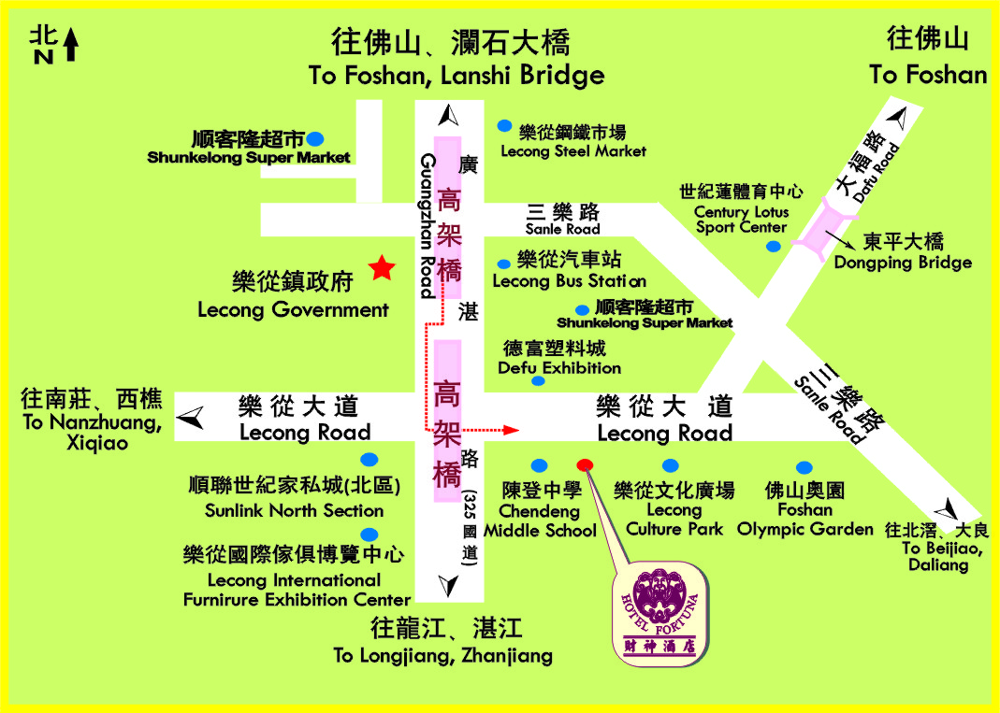 北
N
往佛山、瀾石大橋
To Foshan, Lanshi Bridge
往佛山
To Foshan
顺客隆超市
Shunkelong Super Market
樂從鋼鐵市場
Lecong Steel Market
廣
湛
路
(325國道)
Guangzhan Road
高架橋
高架橋
大福路
Dafu Road
世紀蓮體育中心
Century Lotus
Sport Center
三樂路
Sanle Road
東平大橋
Dongping Bridge
樂從鎮政府
Lecong Government
樂從汽車站
Lecong Bus Station
顺客隆超市
Shunkelong Super Market
德富塑料城
Defu Exhibition
往南莊、西樵
To Nanzhuang,
Xiqiao
樂從大道
Lecong Road
樂從大道
Lecong Road
三樂路
Sanle Road
順聯世紀家私城(北區)
Sunlink North Section
陳登中學
Chendeng
Middle School
樂從文化廣場
Lecong
Culture Park
佛山奧園
Foshan
Olympic Garden
往北滘、大良
To Beijiao,
Daliang
樂從國際傢俱博覽中心
Lecong International
Furnirure Exhibition Center
HOTEL FORTUNA
財神酒店
往龍江、湛江
To Longjiang, Zhanjiang